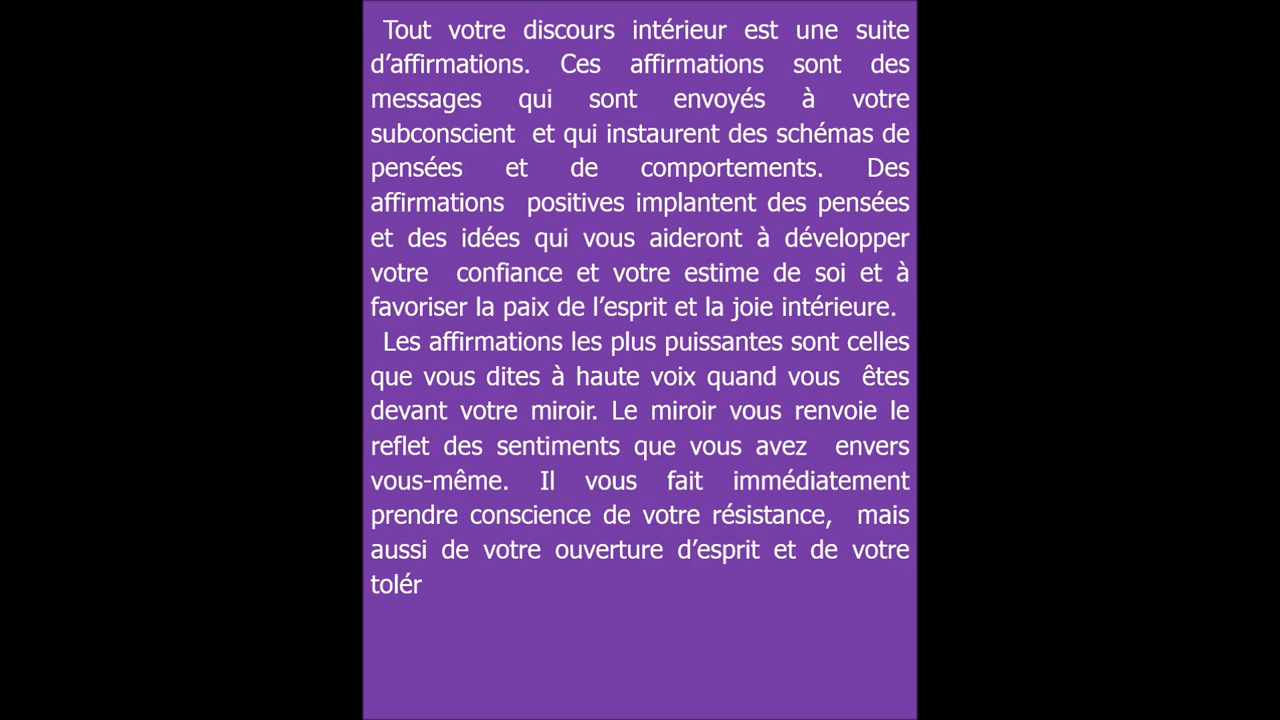 Tout votre discours intérieur est une suite
d’affirmations. Ces affirmations sont des
messages qui sont envoyés à votre
subconscient et qui instaurent des schémas de
pensées et de comportements. Des
affirmations positives implantent des pensées
et des idées qui vous aideront à développer
votre confiance et votre estime de soi et à
favoriser la paix de l’esprit et la joie intérieure.
Les affirmations les plus puissantes sont celles
que vous dites à haute voix quand vous êtes
devant votre miroir. Le miroir vous renvoie le
reflet des sentiments que vous avez envers
vous-même. Il vous fait immédiatement
prendre conscience de votre résistance, mais
aussi de votre ouverture d’esprit et de votre
tolér